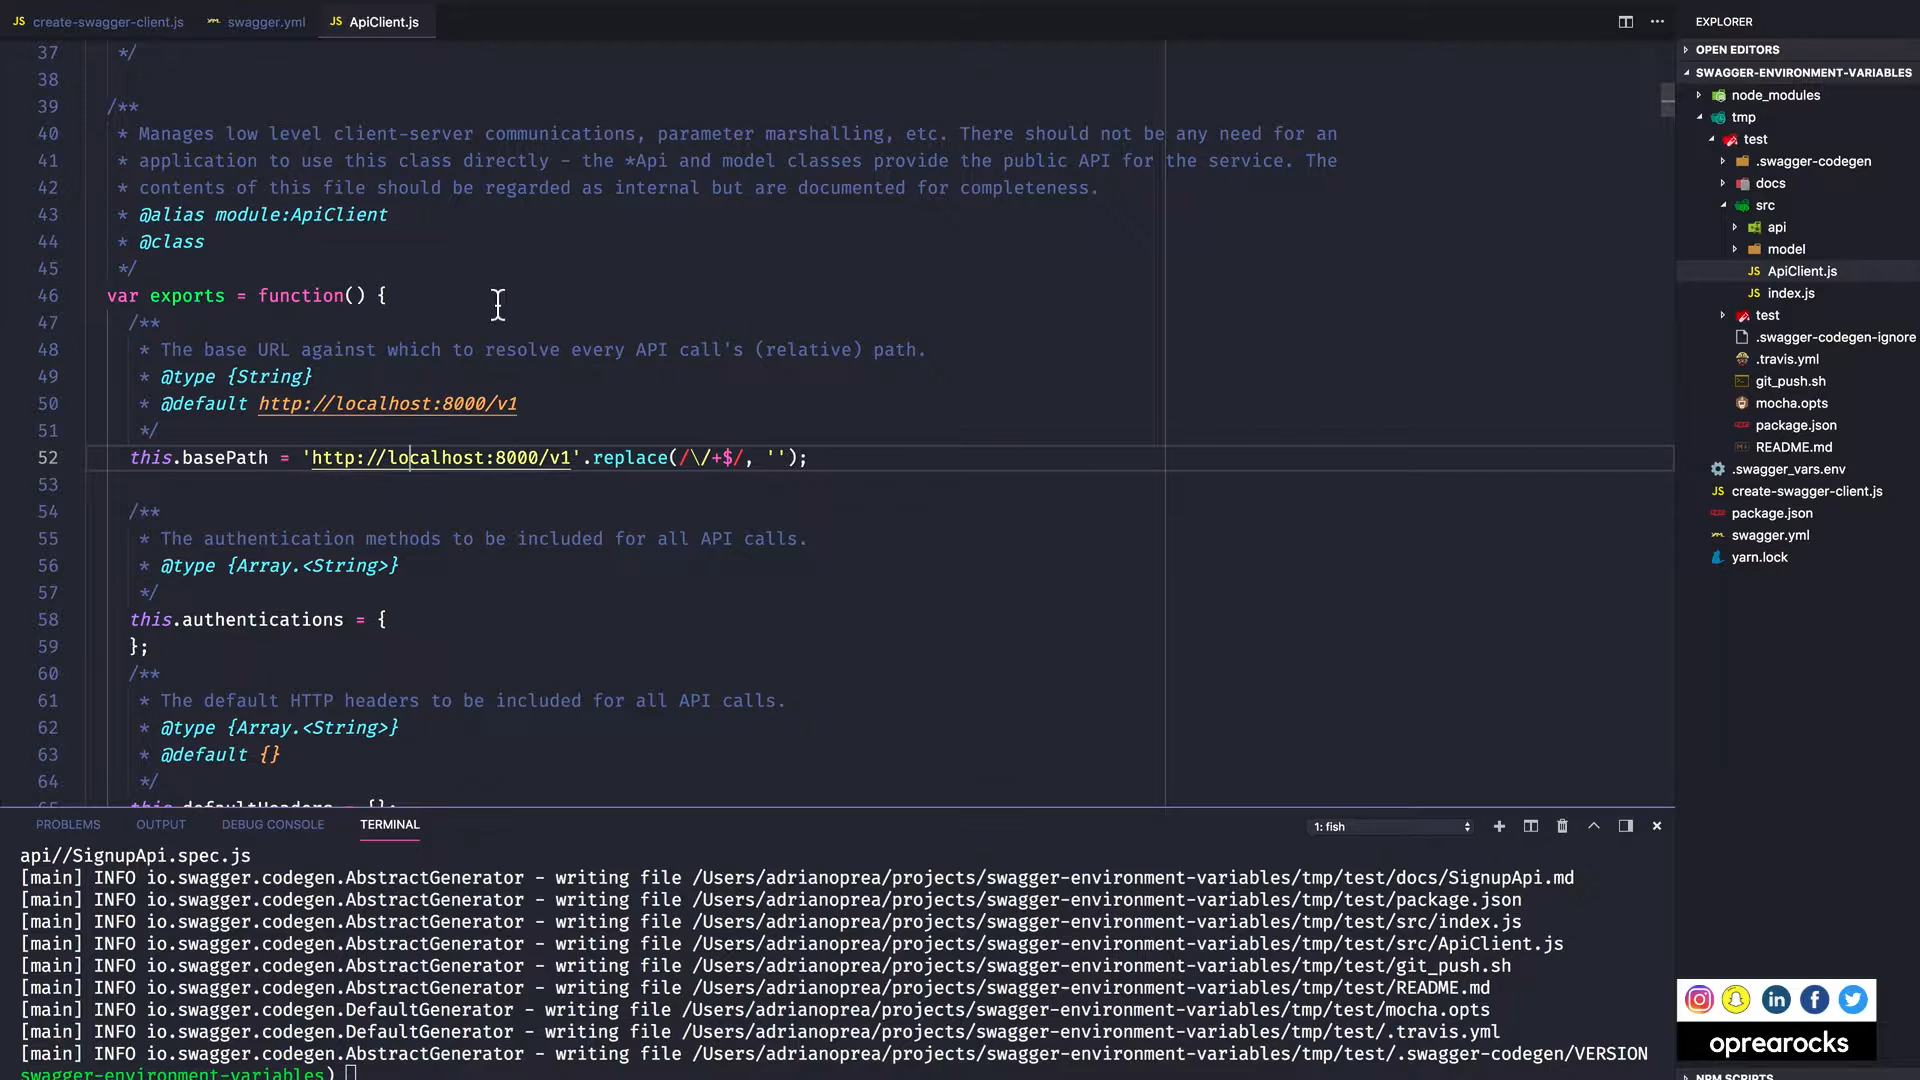 JS create-swagger-client.js
swagger.yml
JS ApiClient.js
37 */
38
39 /**
40 * Manages low level client-server communications, parameter marshalling, etc. There should not be any need for an
41 * application to use this class directly - the *Api and model classes provide the public API for the service. The
42 * contents of this file should be regarded as internal but are documented for completeness.
43 * @alias module:ApiClient
44 * @class
45 */
46 var exports = function() {
47 /**
48 * The base URL against which to resolve every API call's (relative) path.
49 * @type {String}
50 * @default http://localhost:8000/v1
51 */
52 this.basePath = 'http://localhost:8000/v1'.replace(/\/+$/, '');
53
54 /**
55 * The authentication methods to be included for all API calls.
56 * @type {Array.<String>}
57 */
58 this.authentications = {
59 };
60 /**
61 * The default HTTP headers to be included for all API calls.
62 * @type {Array.<String>}
63 * @default {}
64 */
65 this.defaultHeaders = {};
PROBLEMS OUTPUT DEBUG CONSOLE TERMINAL
1: fish
api//SignupApi.spec.js
[main] INFO io.swagger.codegen.AbstractGenerator - writing file /Users/adrianoprea/projects/swagger-environment-variables/tmp/test/docs/SignupApi.md
[main] INFO io.swagger.codegen.AbstractGenerator - writing file /Users/adrianoprea/projects/swagger-environment-variables/tmp/test/package.json
[main] INFO io.swagger.codegen.AbstractGenerator - writing file /Users/adrianoprea/projects/swagger-environment-variables/tmp/test/src/index.js
[main] INFO io.swagger.codegen.AbstractGenerator - writing file /Users/adrianoprea/projects/swagger-environment-variables/tmp/test/src/ApiClient.js
[main] INFO io.swagger.codegen.AbstractGenerator - writing file /Users/adrianoprea/projects/swagger-environment-variables/tmp/test/git_push.sh
[main] INFO io.swagger.codegen.AbstractGenerator - writing file /Users/adrianoprea/projects/swagger-environment-variables/tmp/test/README.md
[main] INFO io.swagger.codegen.DefaultGenerator - writing file /Users/adrianoprea/projects/swagger-environment-variables/tmp/test/mocha.opts
[main] INFO io.swagger.codegen.DefaultGenerator - writing file /Users/adrianoprea/projects/swagger-environment-variables/tmp/test/.travis.yml
[main] INFO io.swagger.codegen.AbstractGenerator - writing file /Users/adrianoprea/projects/swagger-environment-variables/tmp/test/.swagger-codegen/VERSION
swagger-environment-variables)
EXPLORER
OPEN EDITORS
SWAGGER-ENVIRONMENT-VARIABLES
node_modules
tmp
test
.swagger-codegen
docs
src
api
model
JS ApiClient.js
JS index.js
test
.swagger-codegen-ignore
.travis.yml
git_push.sh
mocha.opts
package.json
README.md
.swagger_vars.env
JS create-swagger-client.js
package.json
swagger.yml
yarn.lock
oprearocks
NPM SCRIPTS